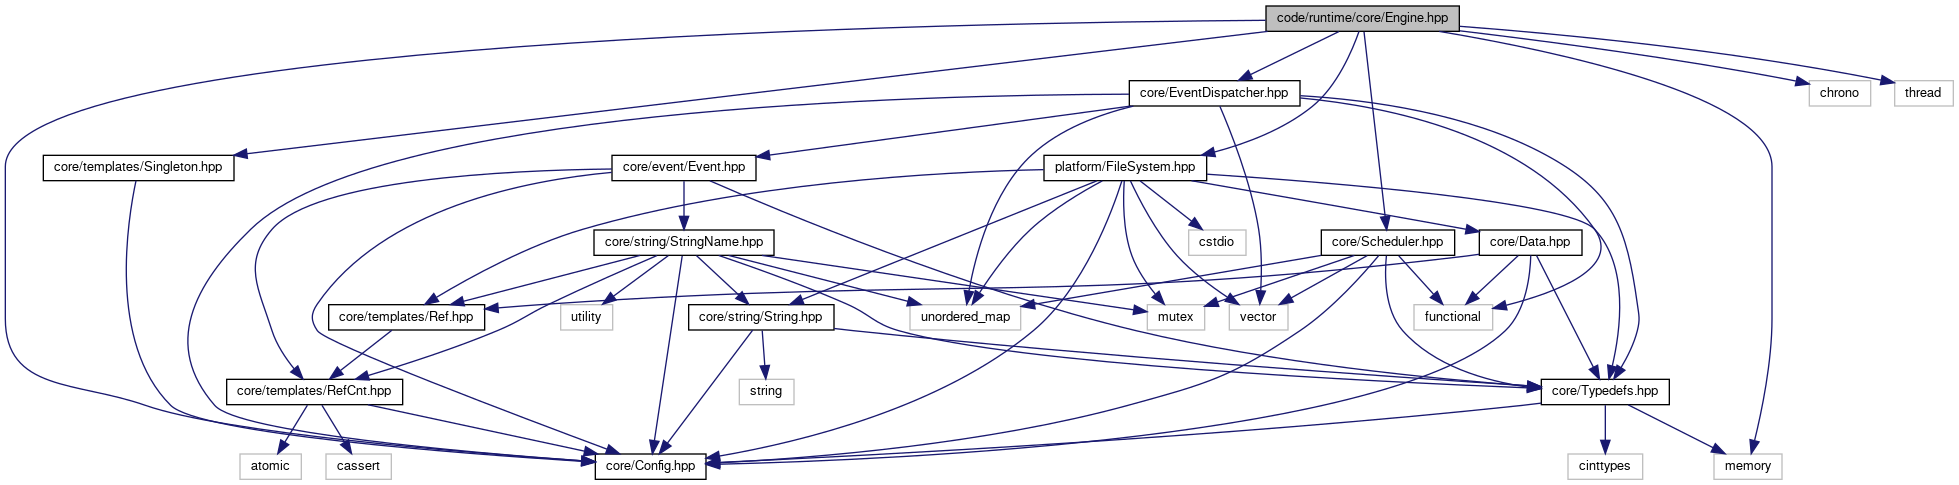 code/runtime/core/Engine.hpp
core/EventDispatcher.hpp
chrono
thread
core/templates/Singleton.hpp
core/event/Event.hpp
platform/FileSystem.hpp
core/string/StringName.hpp
cstdio
core/Scheduler.hpp
core/Data.hpp
core/templates/Ref.hpp
utility
core/string/String.hpp
unordered_map
mutex
vector
functional
core/templates/RefCnt.hpp
string
core/Typedefs.hpp
atomic
cassert
core/Config.hpp
cinttypes
memory